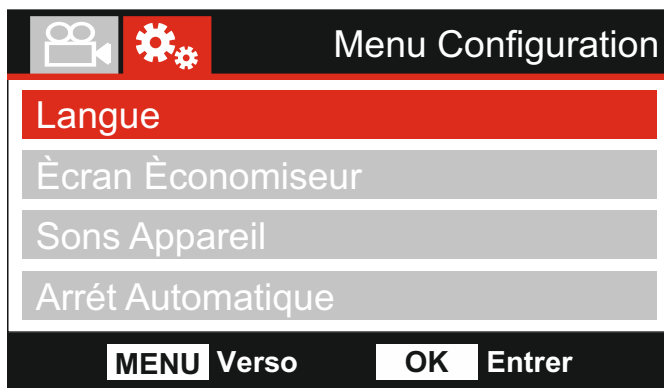 Menu Configuration
Langue
Ècran Èconomiseur
Sons Appareil
Arrét Automatique
MENU Verso OK Entrer